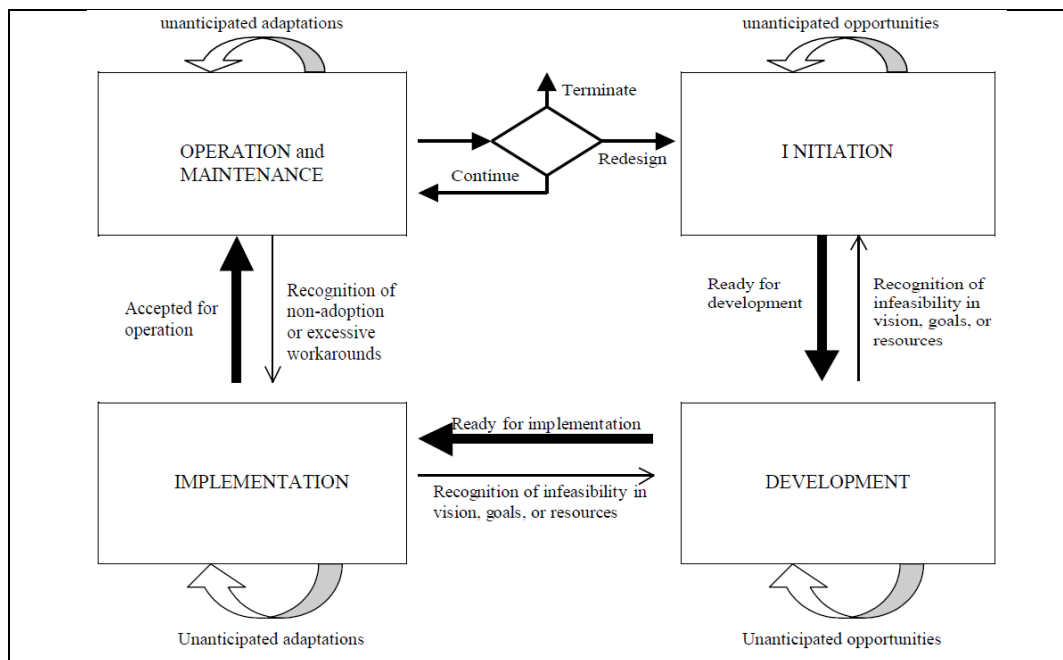 unanticipated adaptations
unanticipated opportunities
Terminate
OPERATION and
MAINTENANCE
I NITIATION
Redesign
Continue
Accepted for
operation
Recognition of
non-adoption
or excessive
workarounds
Ready for
development
Recognition of
infeasibility in
vision, goals, or
resources
Ready for implementation
IMPLEMENTATION
DEVELOPMENT
Recognition of infeasibility in
vision, goals, or resources
Unanticipated adaptations
Unanticipated opportunities